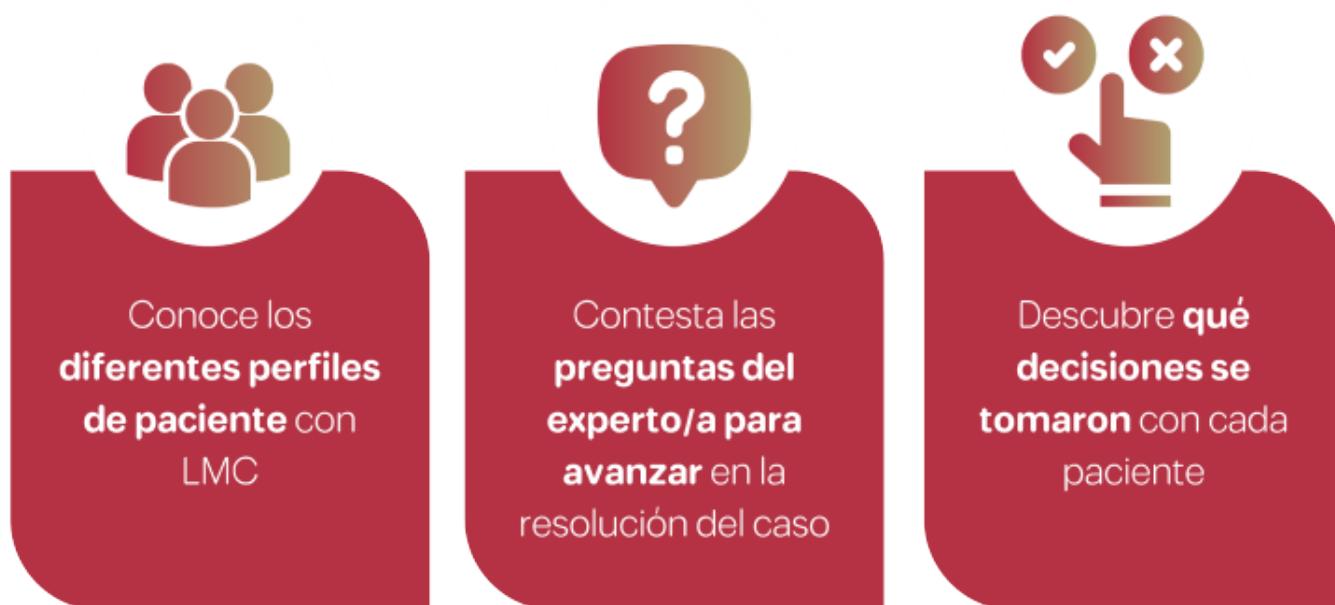 Conoce los
diferentes perfiles
de paciente con
LMC
Contesta las
preguntas del
experto/a para
avanzar en la
resolución del caso
Descubre qué
decisiones se
tomaron con cada
paciente